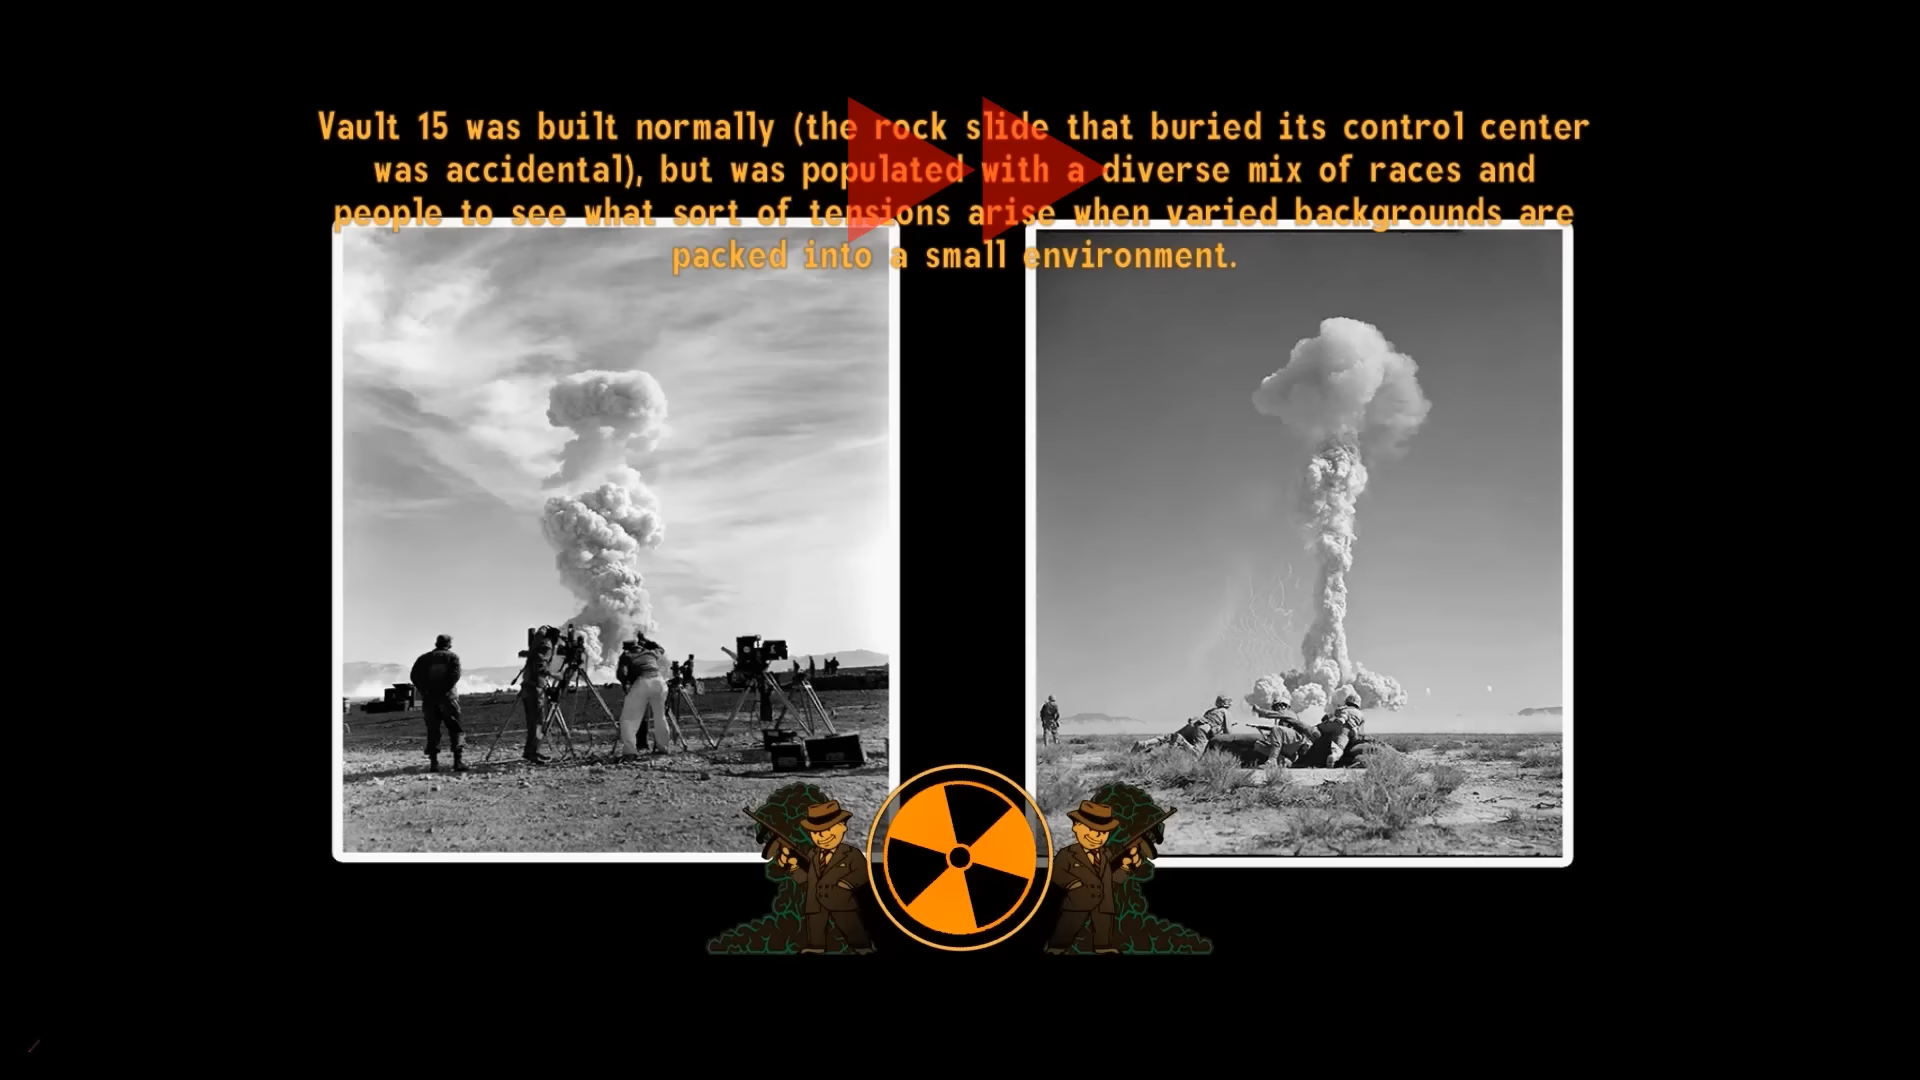 Vault 15 was built normally (the rock slide that buried its control center
was accidental), but was populated with a diverse mix of races and
people to see what sort of tensions arise when varied backgrounds are
packed into a small environment.